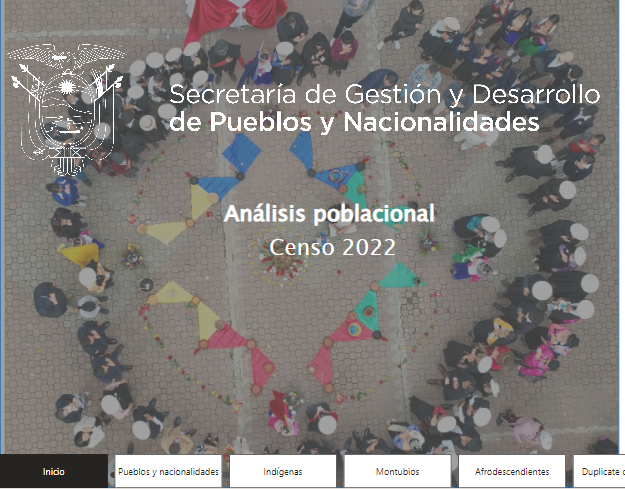 Secretaría de Gestión y Desarrollo
de Pueblos y Nacionalidades
Análisis poblacional
Censo 2022
Inicio
Pueblos y nacionalidades
Indígenas
Montubios
Afrodescendientes
Duplicate